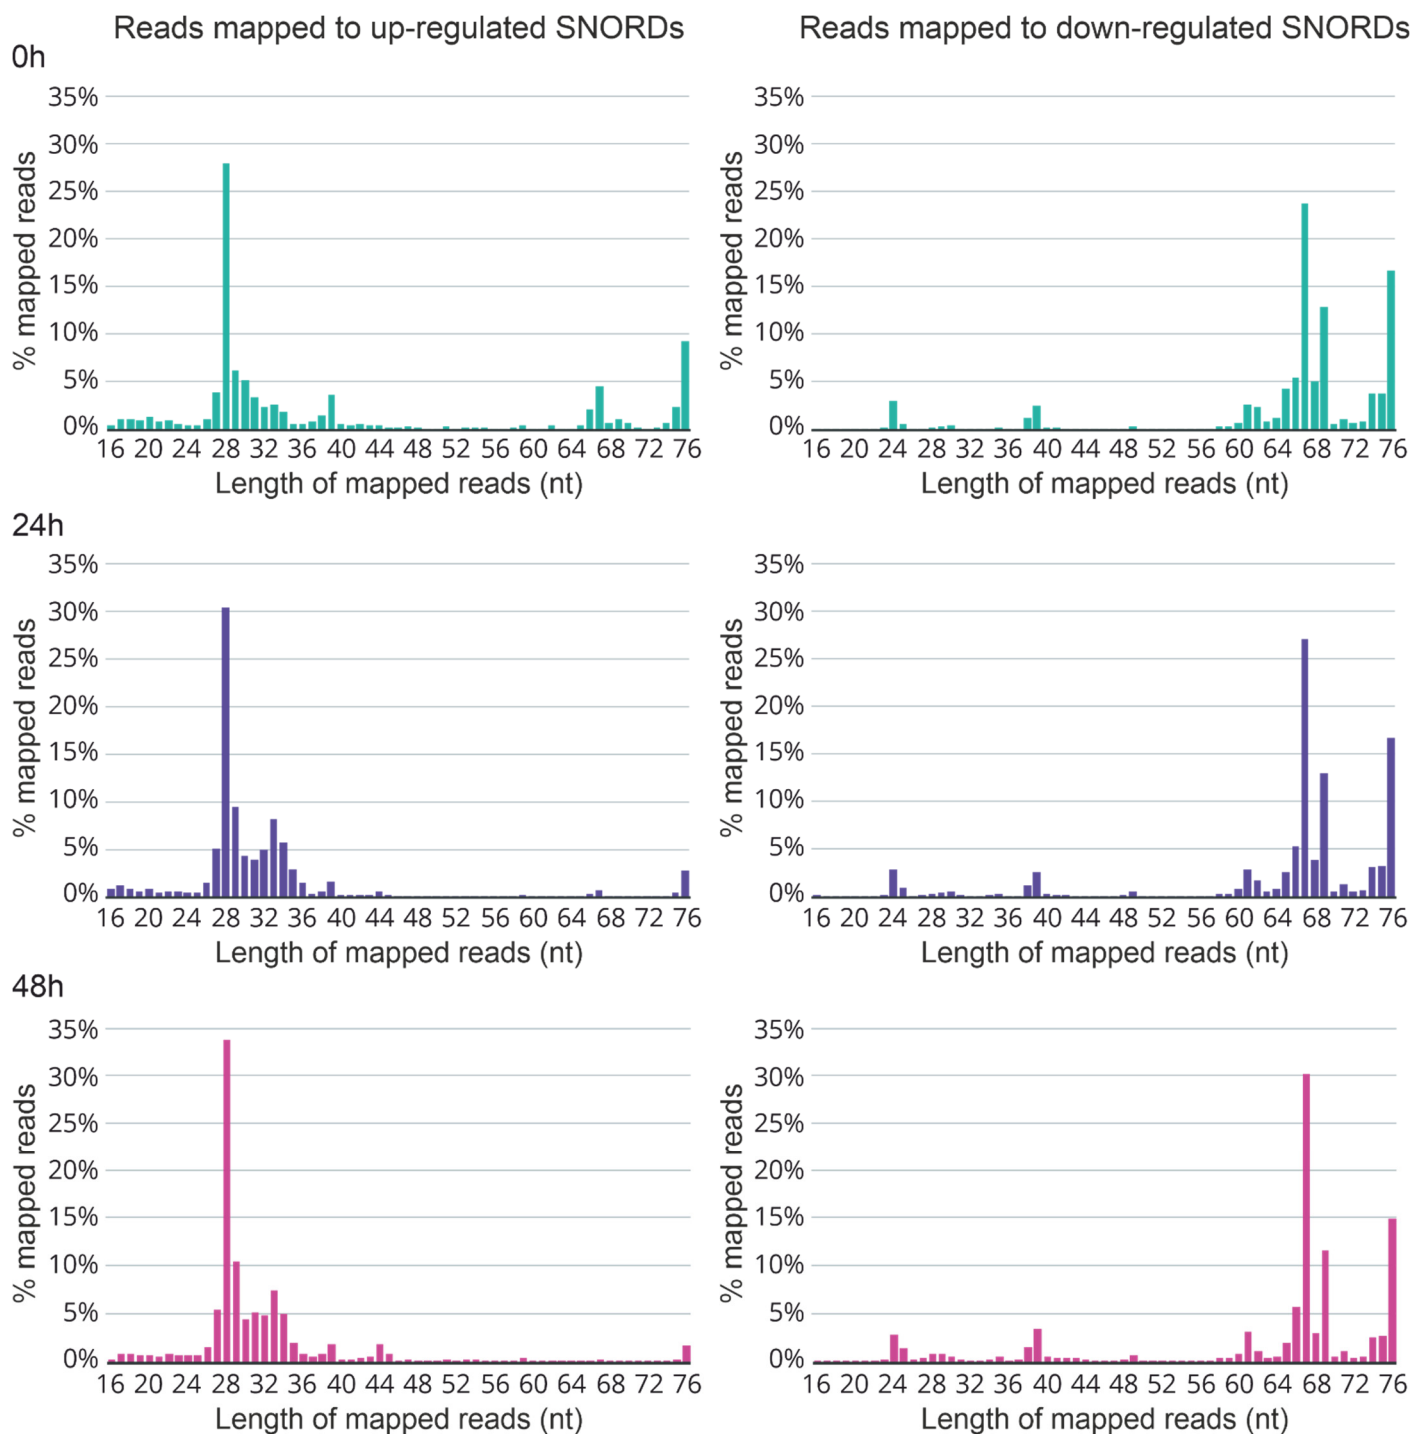 Reads mapped to up-regulated SNORDs
Reads mapped to down-regulated SNORDs
0h
% mapped reads
35%
30%
25%
20%
15%
10%
5%
0%
16 20 24 28 32 36 40 44 48 52 56 60 64 68 72 76
Length of mapped reads (nt)
% mapped reads
35%
30%
25%
20%
15%
10%
5%
0%
16 20 24 28 32 36 40 44 48 52 56 60 64 68 72 76
Length of mapped reads (nt)
24h
% mapped reads
35%
30%
25%
20%
15%
10%
5%
0%
16 20 24 28 32 36 40 44 48 52 56 60 64 68 72 76
Length of mapped reads (nt)
% mapped reads
35%
30%
25%
20%
15%
10%
5%
0%
16 20 24 28 32 36 40 44 48 52 56 60 64 68 72 76
Length of mapped reads (nt)
48h
% mapped reads
35%
30%
25%
20%
15%
10%
5%
0%
16 20 24 28 32 36 40 44 48 52 56 60 64 68 72 76
Length of mapped reads (nt)
% mapped reads
35%
30%
25%
20%
15%
10%
5%
0%
16 20 24 28 32 36 40 44 48 52 56 60 64 68 72 76
Length of mapped reads (nt)